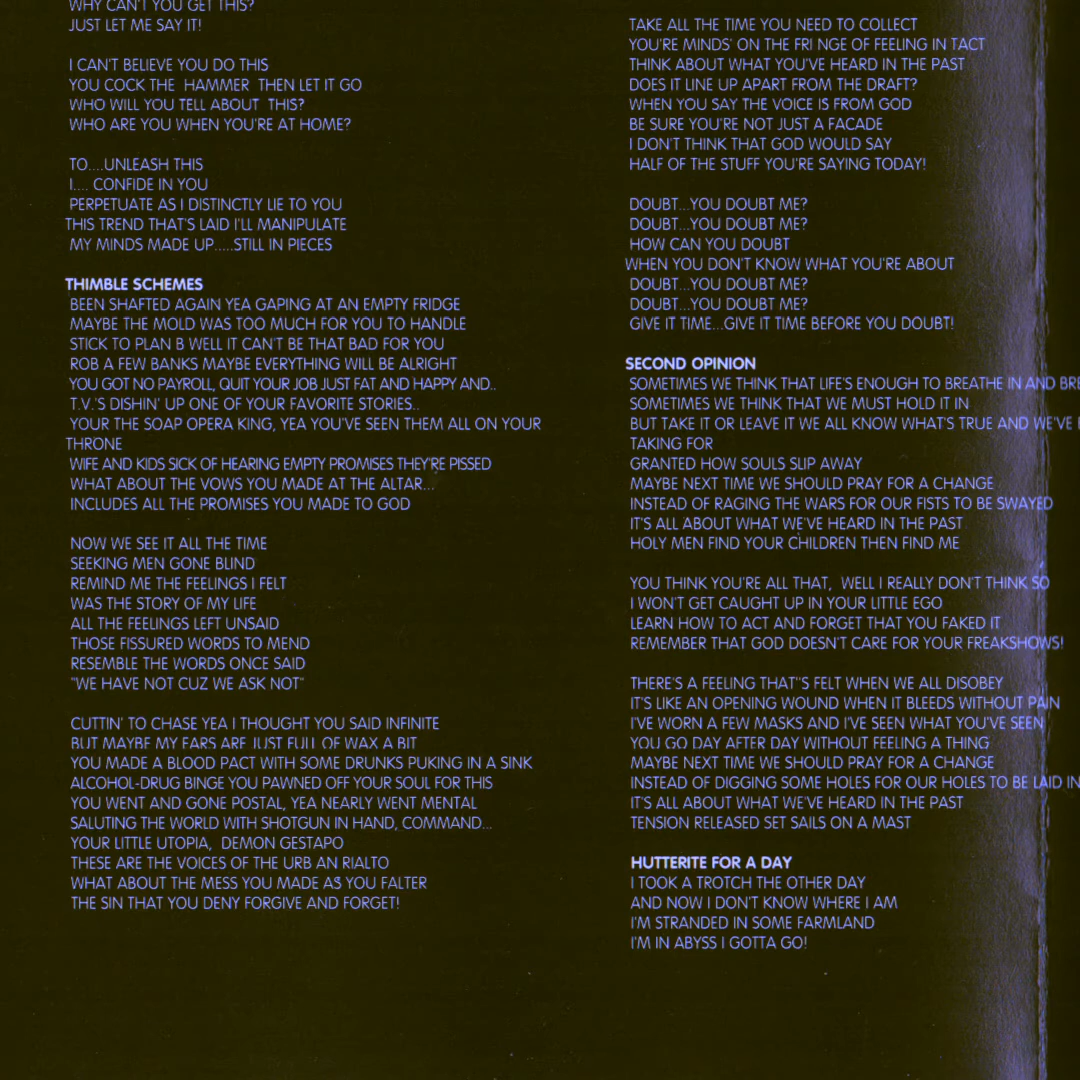 WHY CAN'T YOU GET THIS?
JUST LET ME SAY IT!
I CAN'T BELIEVE YOU DO THIS
YOU COCK THE HAMMER THEN LET IT GO
WHO WILL YOU TELL ABOUT THIS?
WHO ARE YOU WHEN YOU'RE AT HOME?
TO....UNLEASH THIS
I.... CONFIDE IN YOU
PERPETUATE AS I DISTINCTLY LIE TO YOU
THIS TREND THAT'S LAID I'LL MANIPULATE
MY MINDS MADE UP.....STILL IN PIECES
THIMBLE SCHEMES
BEEN SHAFTED AGAIN YEA GAPING AT AN EMPTY FRIDGE
MAYBE THE MOLD WAS TOO MUCH FOR YOU TO HANDLE
STICK TO PLAN B WELL IT CAN'T BE THAT BAD FOR YOU
ROB A FEW BANKS MAYBE EVERYTHING WILL BE ALRIGHT
YOU GOT NO PAYROLL, QUIT YOUR JOB JUST FAT AND HAPPY AND..
T.V.'S DISHIN' UP ONE OF YOUR FAVORITE STORIES..
YOUR THE SOAP OPERA KING, YEA YOU'VE SEEN THEM ALL ON YOUR
THRONE
WIFE AND KIDS SICK OF HEARING EMPTY PROMISES THEY'RE PISSED
WHAT ABOUT THE VOWS YOU MADE AT THE ALTAR...
INCLUDES ALL THE PROMISES YOU MADE TO GOD
NOW WE SEE IT ALL THE TIME
SEEKING MEN GONE BLIND
REMIND ME THE FEELINGS I FELT
WAS THE STORY OF MY LIFE
ALL THE FEELINGS LEFT UNSAID
THOSE FISSURED WORDS TO MEND
RESEMBLE THE WORDS ONCE SAID
"WE HAVE NOT CUZ WE ASK NOT"
CUTTIN' TO CHASE YEA I THOUGHT YOU SAID INFINITE
BUT MAYBE MY EARS ARE JUST FULL OF WAX A BIT
YOU MADE A BLOOD PACT WITH SOME DRUNKS PUKING IN A SINK
ALCOHOL-DRUG BINGE YOU PAWNED OFF YOUR SOUL FOR THIS
YOU WENT AND GONE POSTAL, YEA NEARLY WENT MENTAL
SALUTING THE WORLD WITH SHOTGUN IN HAND, COMMAND...
YOUR LITTLE UTOPIA, DEMON GESTAPO
THESE ARE THE VOICES OF THE URB AN RIALTO
WHAT ABOUT THE MESS YOU MADE AS YOU FALTER
THE SIN THAT YOU DENY FORGIVE AND FORGET!
TAKE ALL THE TIME YOU NEED TO COLLECT
YOU'RE MINDS' ON THE FRI NGE OF FEELING IN TACT
THINK ABOUT WHAT YOU'VE HEARD IN THE PAST
DOES IT LINE UP APART FROM THE DRAFT?
WHEN YOU SAY THE VOICE IS FROM GOD
BE SURE YOU'RE NOT JUST A FACADE
I DON'T THINK THAT GOD WOULD SAY
HALF OF THE STUFF YOU'RE SAYING TODAY!
DOUBT...YOU DOUBT ME?
DOUBT...YOU DOUBT ME?
HOW CAN YOU DOUBT
WHEN YOU DON'T KNOW WHAT YOU'RE ABOUT
DOUBT...YOU DOUBT ME?
DOUBT...YOU DOUBT ME?
GIVE IT TIME...GIVE IT TIME BEFORE YOU DOUBT!
SECOND OPINION
SOMETIMES WE THINK THAT LIFE'S ENOUGH TO BREATHE IN AND
SOMETIMES WE THINK THAT WE MUST HOLD IT IN
BUT TAKE IT OR LEAVE IT WE ALL KNOW WHAT'S TRUE AND WE'VE
TAKING FOR
GRANTED HOW SOULS SLIP AWAY
MAYBE NEXT TIME WE SHOULD PRAY FOR A CHANGE
INSTEAD OF RAGING THE WARS FOR OUR FISTS TO BE SWAYED
IT'S ALL ABOUT WHAT WE'VE HEARD IN THE PAST
HOLY MEN FIND YOUR CHILDREN THEN FIND ME
YOU THINK YOU'RE ALL THAT, WELL I REALLY DON'T THINK SO
I WON'T GET CAUGHT UP IN YOUR LITTLE EGO
LEARN HOW TO ACT AND FORGET THAT YOU FAKED IT
REMEMBER THAT GOD DOESN'T CARE FOR YOUR FREAKSHOWS!
THERE'S A FEELING THAT"S FELT WHEN WE ALL DISOBEY
IT'S LIKE AN OPENING WOUND WHEN IT BLEEDS WITHOUT PAIN
I'VE WORN A FEW MASKS AND I'VE SEEN WHAT YOU'VE SEEN
YOU GO DAY AFTER DAY WITHOUT FEELING A THING
MAYBE NEXT TIME WE SHOULD PRAY FOR A CHANGE
INSTEAD OF DIGGING SOME HOLES FOR OUR HOLES TO BE LAID IN
IT'S ALL ABOUT WHAT WE'VE HEARD IN THE PAST
TENSION RELEASED SET SAILS ON A MAST
HUTTERITE FOR A DAY
I TOOK A TROTCH THE OTHER DAY
AND NOW I DON'T KNOW WHERE I AM
I'M STRANDED IN SOME FARMLAND
I'M IN ABYSS I GOTTA GO!